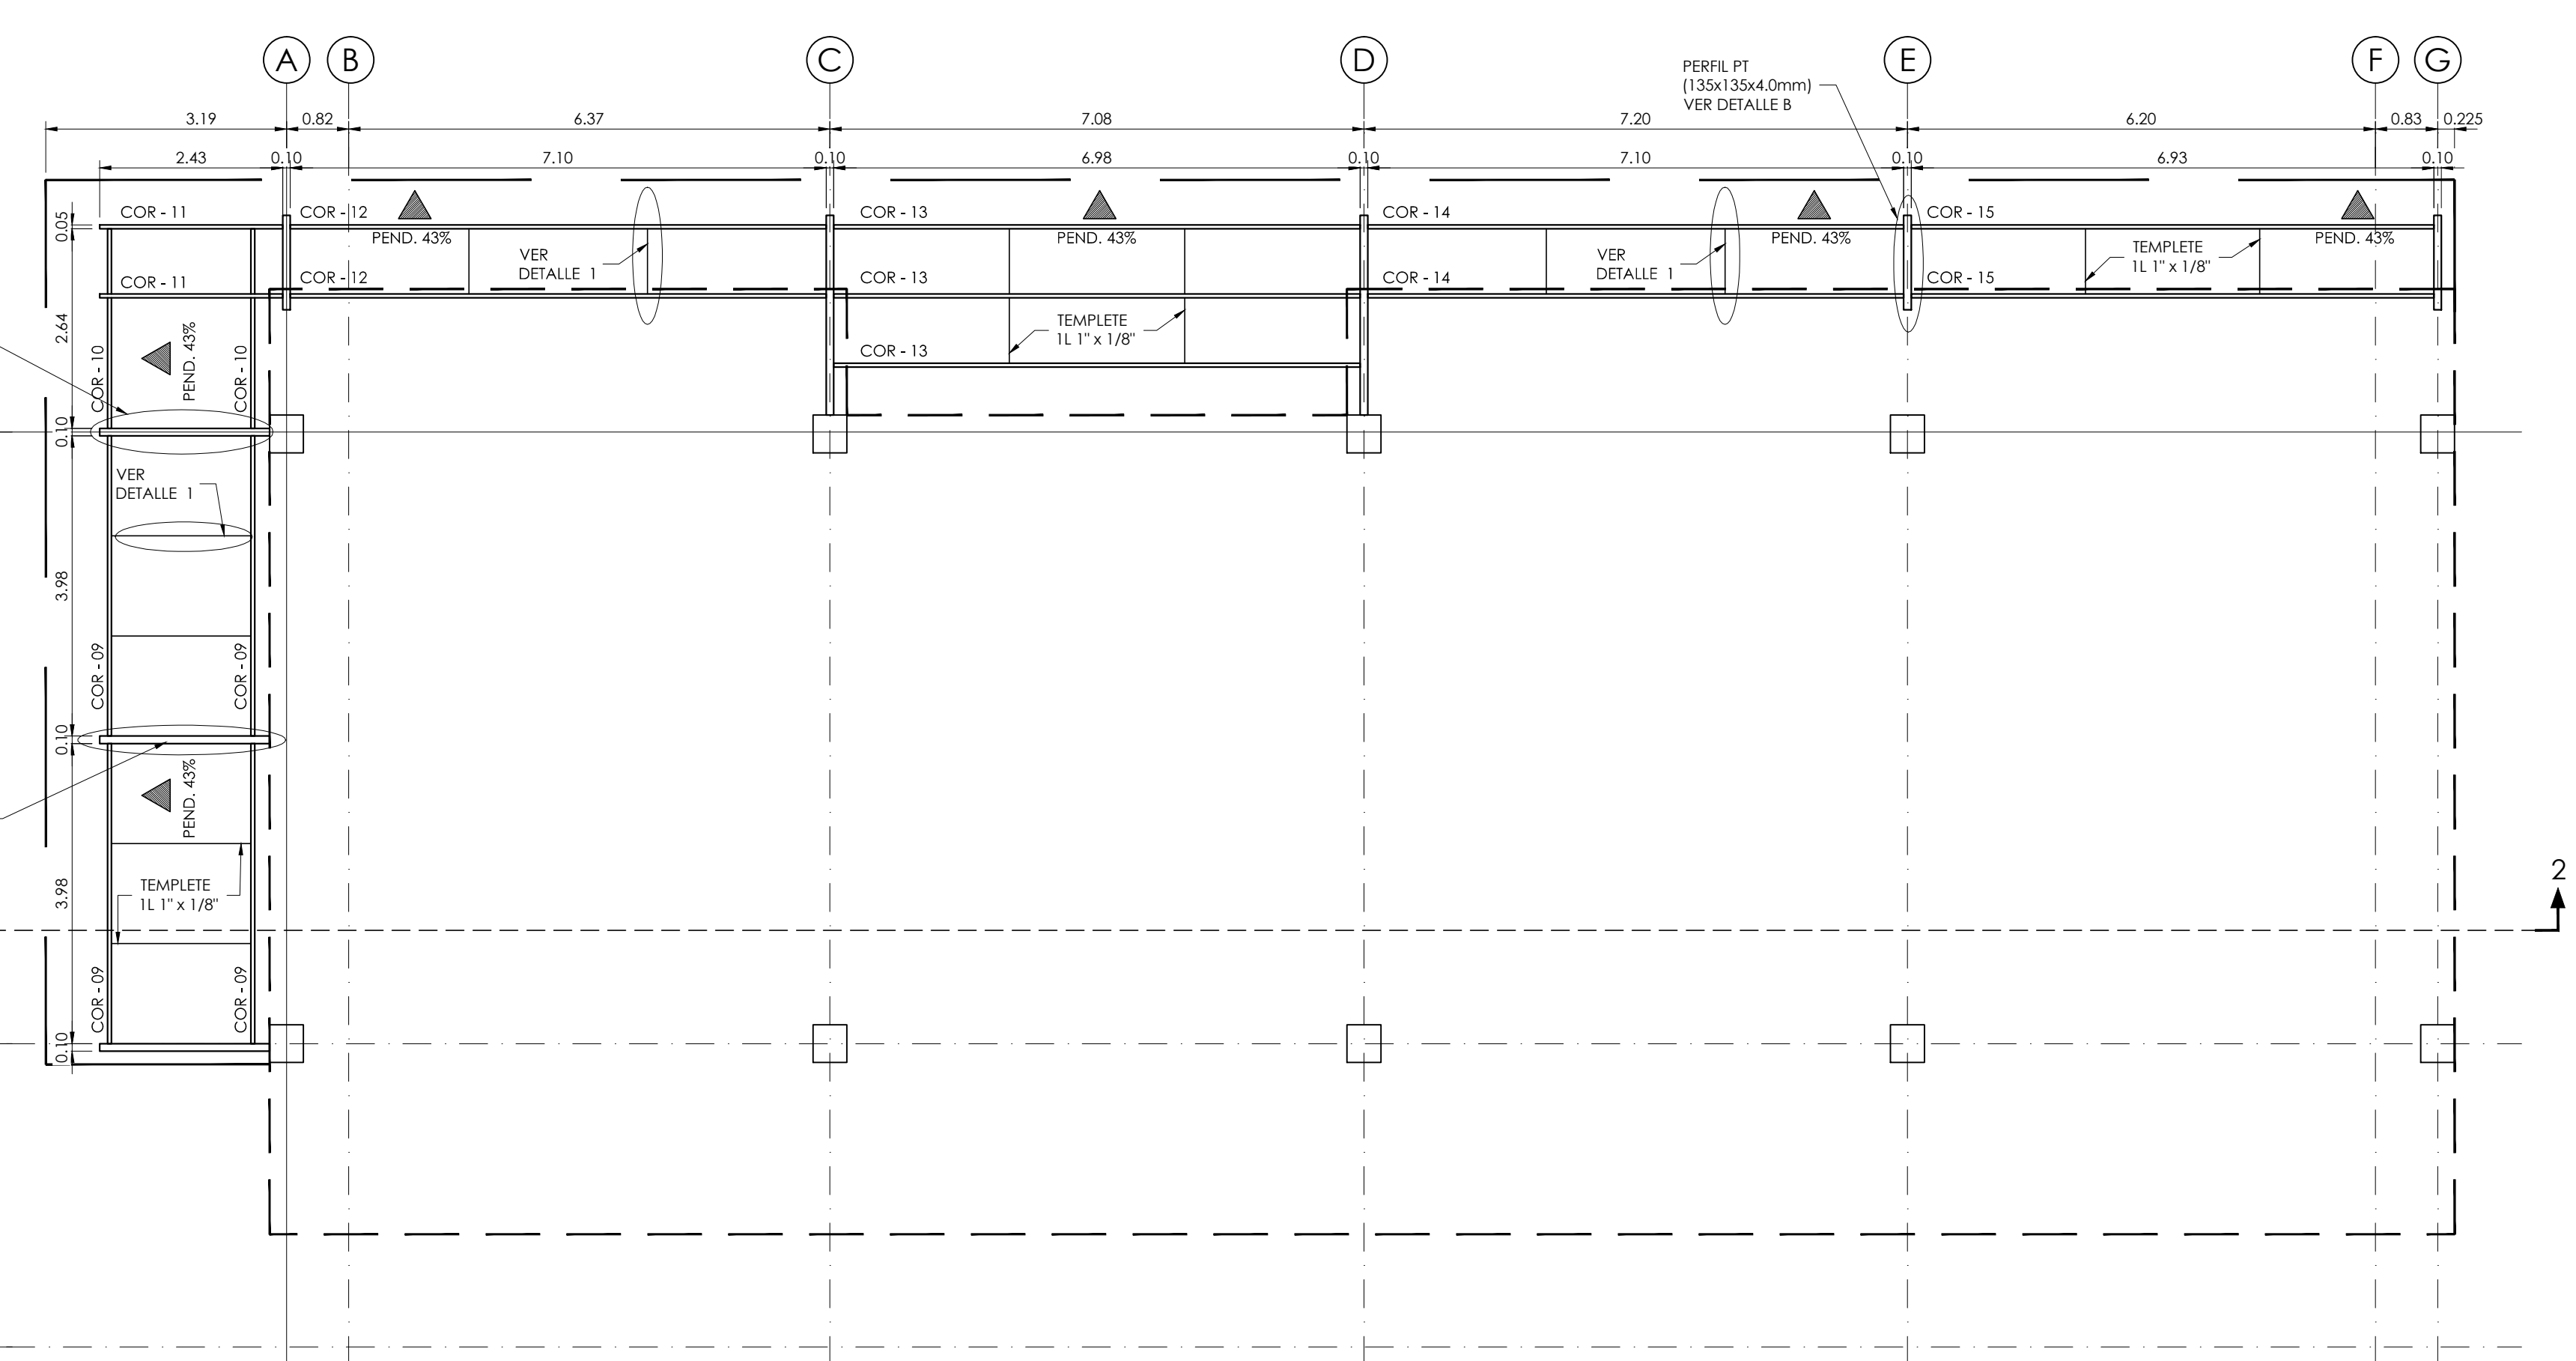 A B C D E F G
PERFIL PT
(135x135x4.0mm)
VER DETALLE B
3.19 0.82 6.37 7.08 7.20 6.20 0.83 0.225
2.43 0.10 7.10 0.10 6.98 0.10 7.10 0.10 6.93 0.10
COR - 11 COR - 12 COR - 13 COR - 14 COR - 15
0.05
PEND. 43% PEND. 43% PEND. 43% PEND. 43%
VER
DETALLE 1
VER
DETALLE 1
TEMPLETE
1L 1" x 1/8"
COR - 11 COR - 12 COR - 13 COR - 14 COR - 15
2.64
TEMPLETE
1L 1" x 1/8"
COR - 13
COR - 10 PEND. 43% COR - 10
0.10
VER
DETALLE 1
3.98
COR - 09 COR - 09
0.10
PEND. 43%
3.98
TEMPLETE
1L 1" x 1/8"
2
COR - 09 COR - 09
0.10